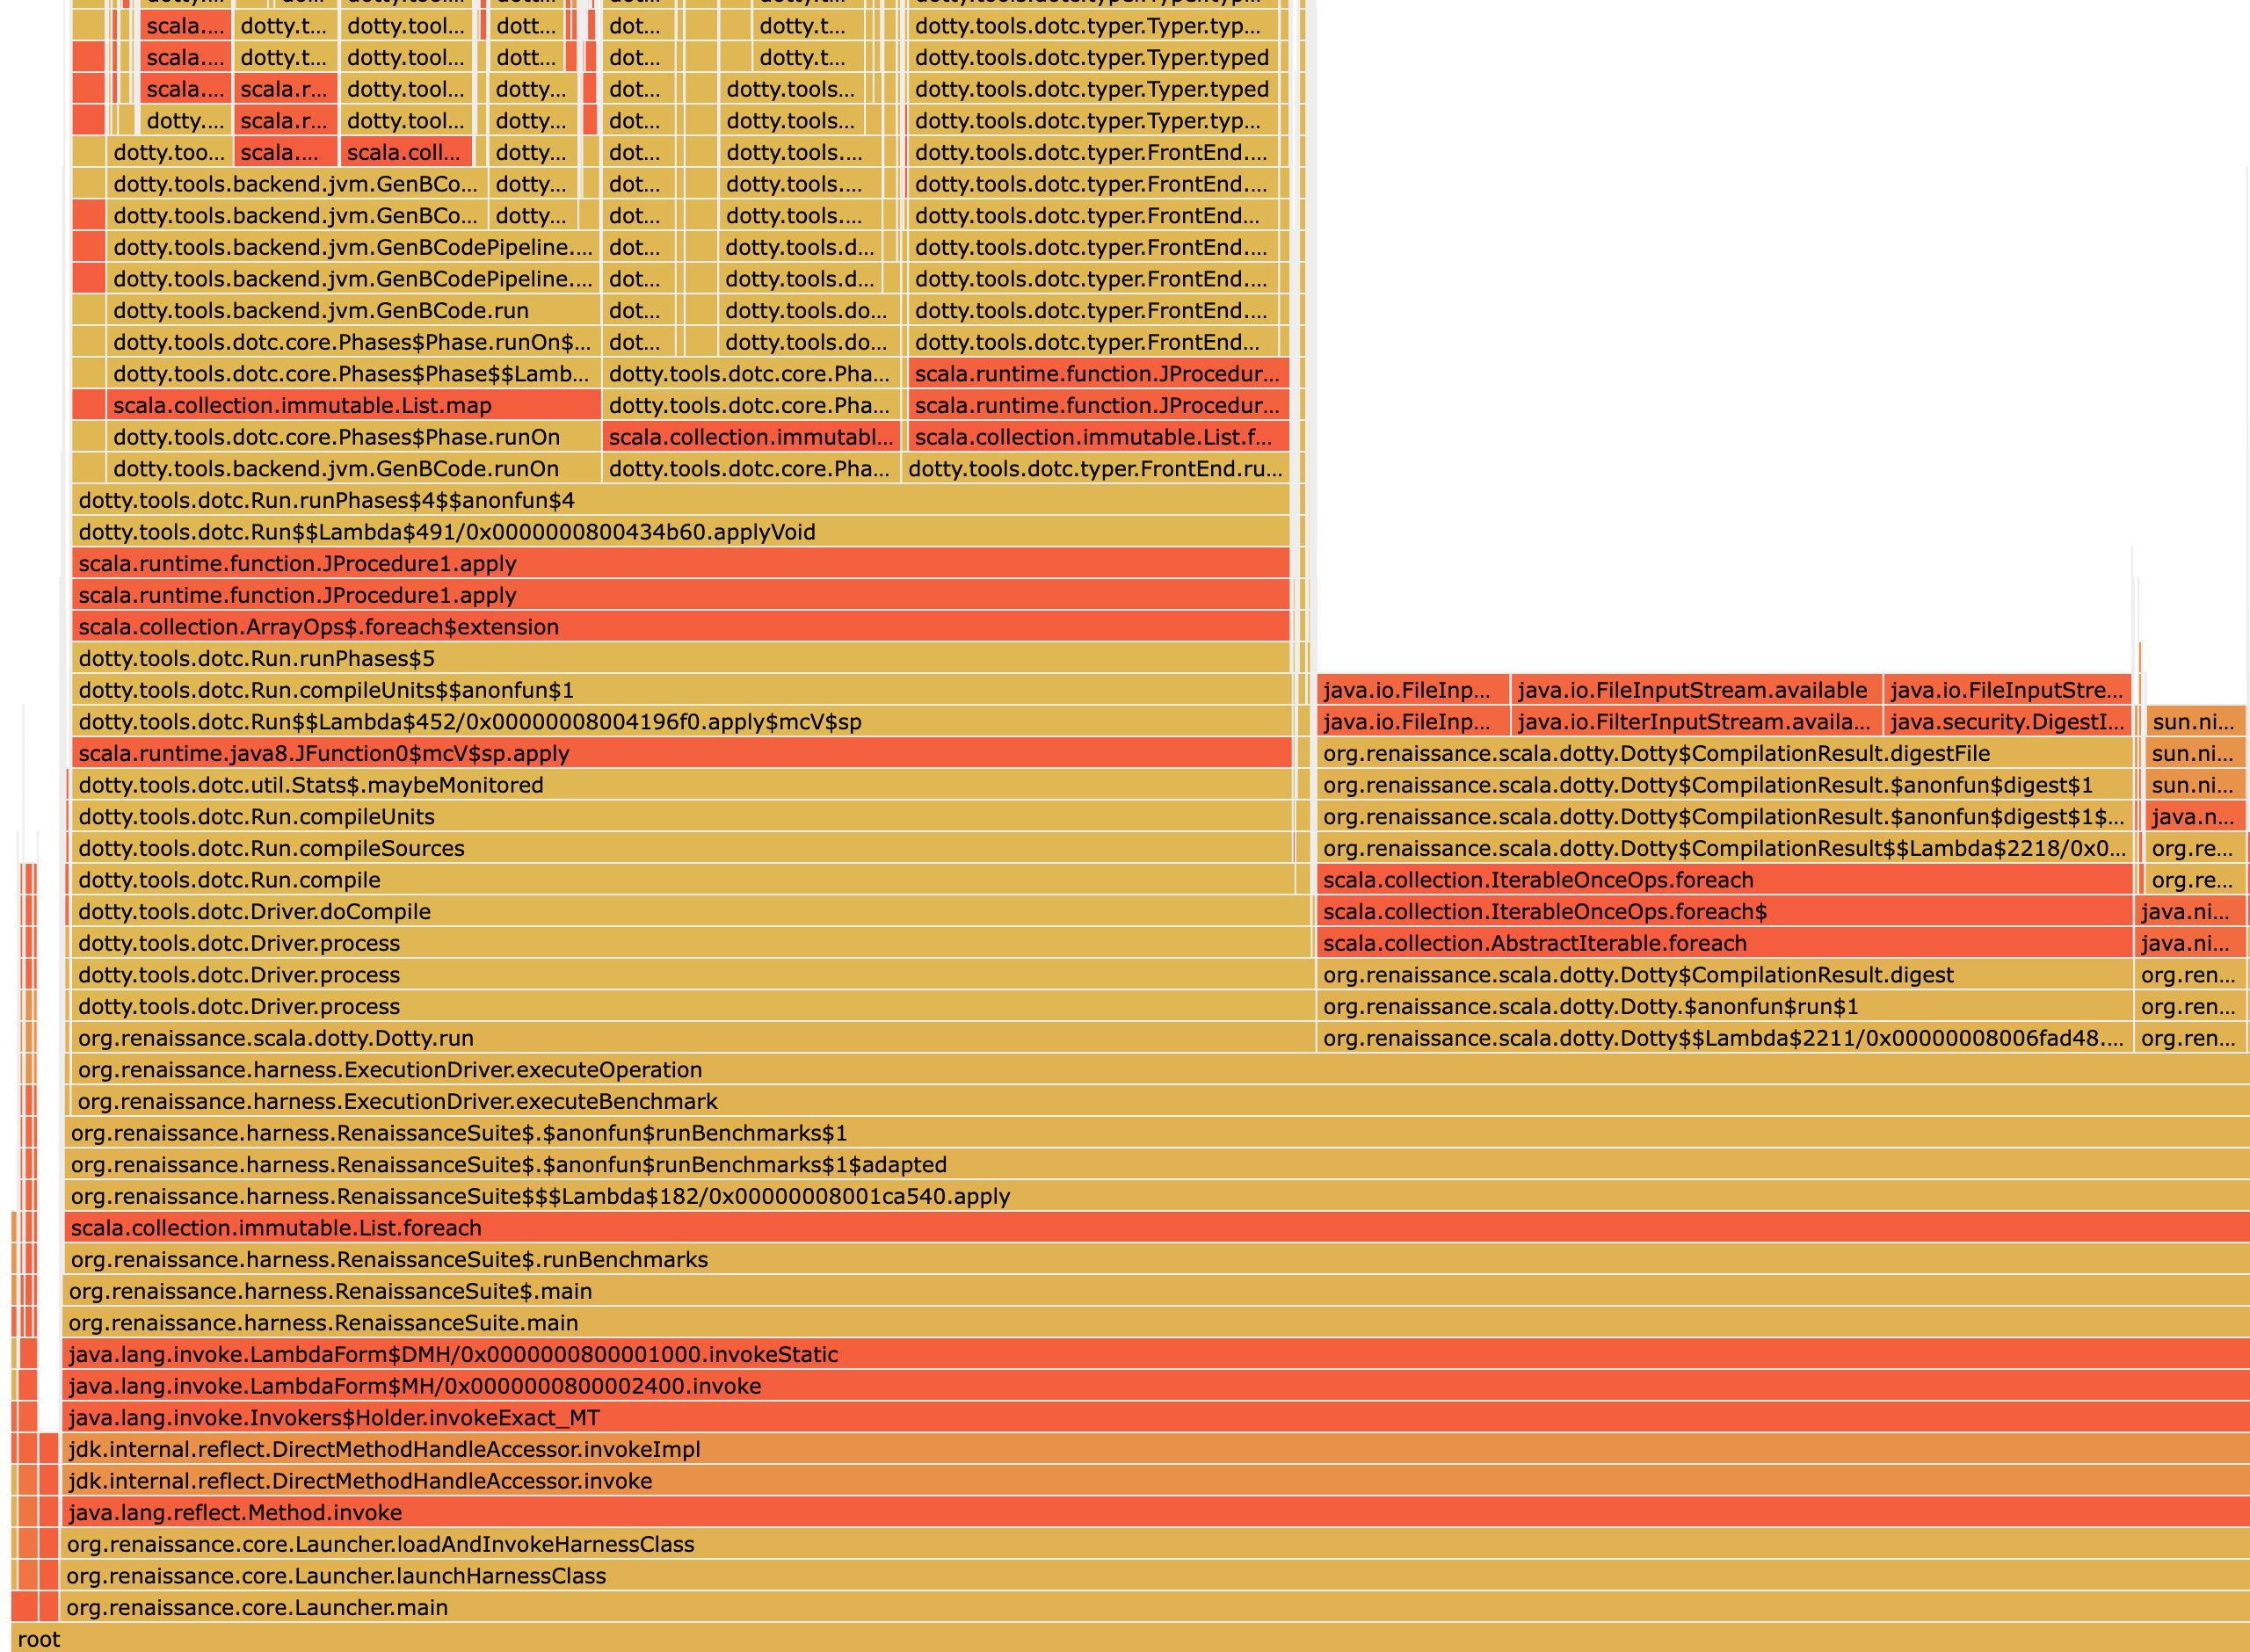 scala.... dotty.t... dotty.tool... dott... dot... dotty.t... dotty.tools.dotc.typer.Typer.typ...
scala.... dotty.t... dotty.tool... dott... dot... dotty.t... dotty.tools.dotc.typer.Typer.typed
scala.... scala.r... dotty.tool... dotty... dot... dotty.tools... dotty.tools.dotc.typer.Typer.typed
dotty.... scala.r... dotty.tool... dotty... dot... dotty.tools... dotty.tools.dotc.typer.Typer.typ...
dotty.too... scala.... scala.coll... dotty... dot... dotty.tools.... dotty.tools.dotc.typer.FrontEnd....
dotty.tools.backend.jvm.GenBCo... dotty... dot... dotty.tools.... dotty.tools.dotc.typer.FrontEnd....
dotty.tools.backend.jvm.GenBCo... dotty... dot... dotty.tools.... dotty.tools.dotc.typer.FrontEnd...
dotty.tools.backend.jvm.GenBCodePipeline.... dot... dotty.tools.d... dotty.tools.dotc.typer.FrontEnd....
dotty.tools.backend.jvm.GenBCodePipeline.... dot... dotty.tools.d... dotty.tools.dotc.typer.FrontEnd....
dotty.tools.backend.jvm.GenBCode.run dot... dotty.tools.do... dotty.tools.dotc.typer.FrontEnd....
dotty.tools.dotc.core.Phases$Phase.runOn$... dot... dotty.tools.do... dotty.tools.dotc.typer.FrontEnd...
dotty.tools.dotc.core.Phases$Phase$$Lamb... dotty.tools.dotc.core.Pha... scala.runtime.function.JProcedur...
scala.collection.immutable.List.map dotty.tools.dotc.core.Pha... scala.runtime.function.JProcedur...
dotty.tools.dotc.core.Phases$Phase.runOn scala.collection.immutabl... scala.collection.immutable.List.f...
dotty.tools.backend.jvm.GenBCode.runOn dotty.tools.dotc.core.Pha... dotty.tools.dotc.typer.FrontEnd.ru...
dotty.tools.dotc.Run.runPhases$4$$anonfun$4
dotty.tools.dotc.Run$$Lambda$491/0x0000000800434b60.applyVoid
scala.runtime.function.JProcedure1.apply
scala.runtime.function.JProcedure1.apply
scala.collection.ArrayOps$.foreach$extension
dotty.tools.dotc.Run.runPhases$5
dotty.tools.dotc.Run.compileUnits$$anonfun$1 java.io.FileInp... java.io.FileInputStream.available java.io.FileInputStre...
dotty.tools.dotc.Run$$Lambda$452/0x00000008004196f0.apply$mcV$sp java.io.FileInp... java.io.FilterInputStream.availa... java.security.DigestI... sun.ni...
scala.runtime.java8.JFunction0$mcV$sp.apply org.renaissance.scala.dotty.Dotty$CompilationResult.digestFile sun.ni...
dotty.tools.dotc.util.Stats$.maybeMonitored org.renaissance.scala.dotty.Dotty$CompilationResult.$anonfun$digest$1 sun.ni...
dotty.tools.dotc.Run.compileUnits org.renaissance.scala.dotty.Dotty$CompilationResult.$anonfun$digest$1$... java.n...
dotty.tools.dotc.Run.compileSources org.renaissance.scala.dotty.Dotty$CompilationResult$$Lambda$2218/0x0... org.re...
dotty.tools.dotc.Run.compile scala.collection.IterableOnceOps.foreach org.re...
dotty.tools.dotc.Driver.doCompile scala.collection.IterableOnceOps.foreach$ java.ni...
dotty.tools.dotc.Driver.process scala.collection.AbstractIterable.foreach java.ni...
dotty.tools.dotc.Driver.process org.renaissance.scala.dotty.Dotty$CompilationResult.digest org.ren...
dotty.tools.dotc.Driver.process org.renaissance.scala.dotty.Dotty.$anonfun$run$1 org.ren...
org.renaissance.scala.dotty.Dotty.run org.renaissance.scala.dotty.Dotty$$Lambda$2211/0x00000008006fad48.... org.ren...
org.renaissance.harness.ExecutionDriver.executeOperation
org.renaissance.harness.ExecutionDriver.executeBenchmark
org.renaissance.harness.RenaissanceSuite$.$anonfun$runBenchmarks$1
org.renaissance.harness.RenaissanceSuite$.$anonfun$runBenchmarks$1$adapted
org.renaissance.harness.RenaissanceSuite$$$Lambda$182/0x00000008001ca540.apply
scala.collection.immutable.List.foreach
org.renaissance.harness.RenaissanceSuite$.runBenchmarks
org.renaissance.harness.RenaissanceSuite$.main
org.renaissance.harness.RenaissanceSuite.main
java.lang.invoke.LambdaForm$DMH/0x0000000800001000.invokeStatic
java.lang.invoke.LambdaForm$MH/0x0000000800002400.invoke
java.lang.invoke.Invokers$Holder.invokeExact_MT
jdk.internal.reflect.DirectMethodHandleAccessor.invokeImpl
jdk.internal.reflect.DirectMethodHandleAccessor.invoke
java.lang.reflect.Method.invoke
org.renaissance.core.Launcher.loadAndInvokeHarnessClass
org.renaissance.core.Launcher.launchHarnessClass
org.renaissance.core.Launcher.main
root